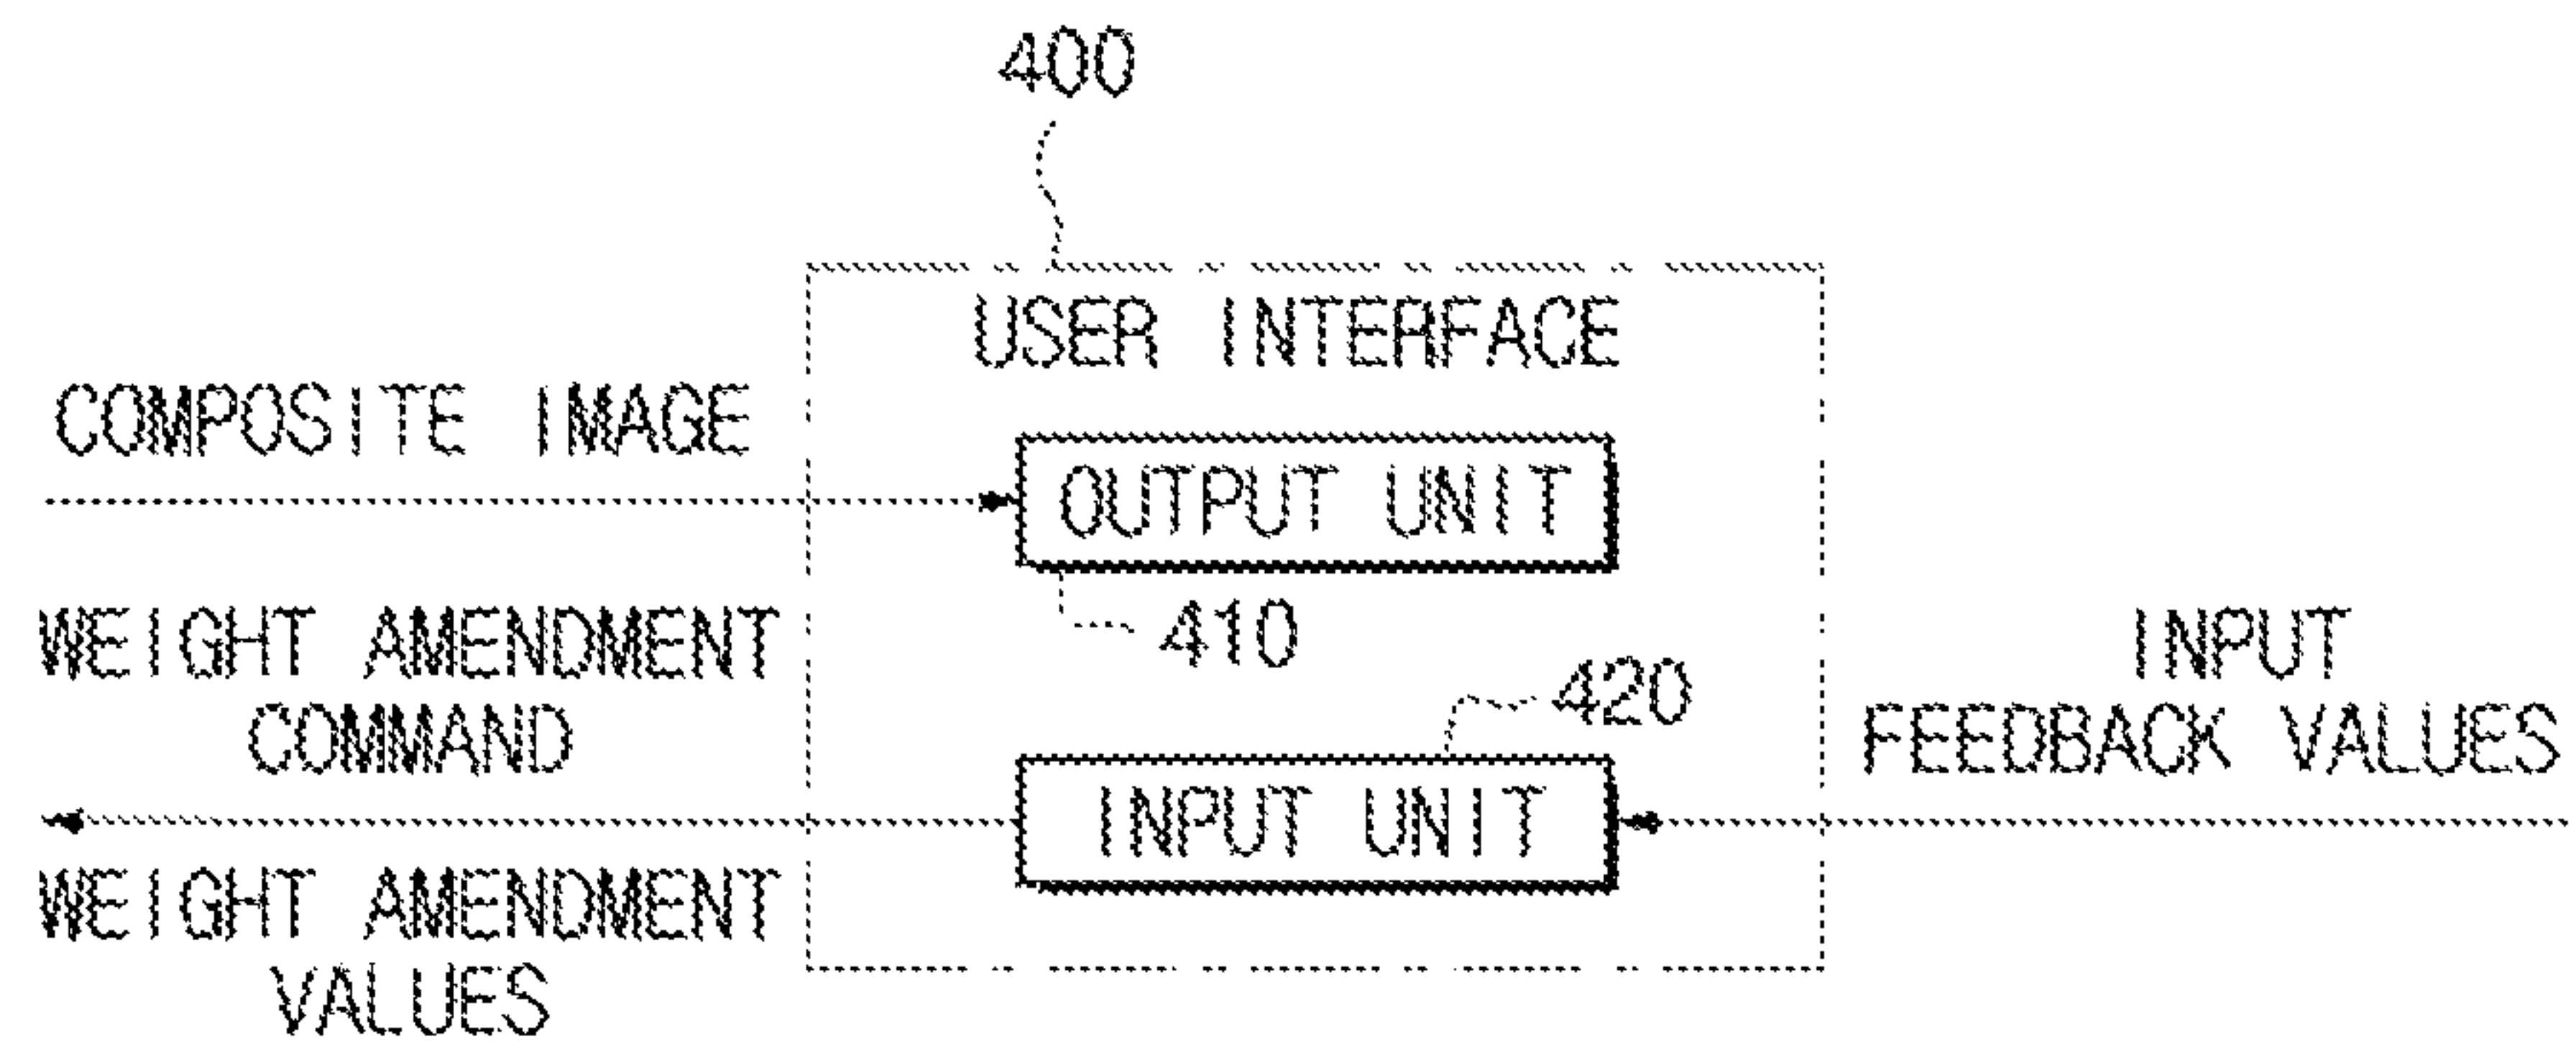 400
USER INTERFACE
COMPOSITE IMAGE
OUTPUT UNIT
410
WEIGHT AMENDMENT
COMMAND
420
INPUT
FEEDBACK VALUES
INPUT UNIT
WEIGHT AMENDMENT
VALUES